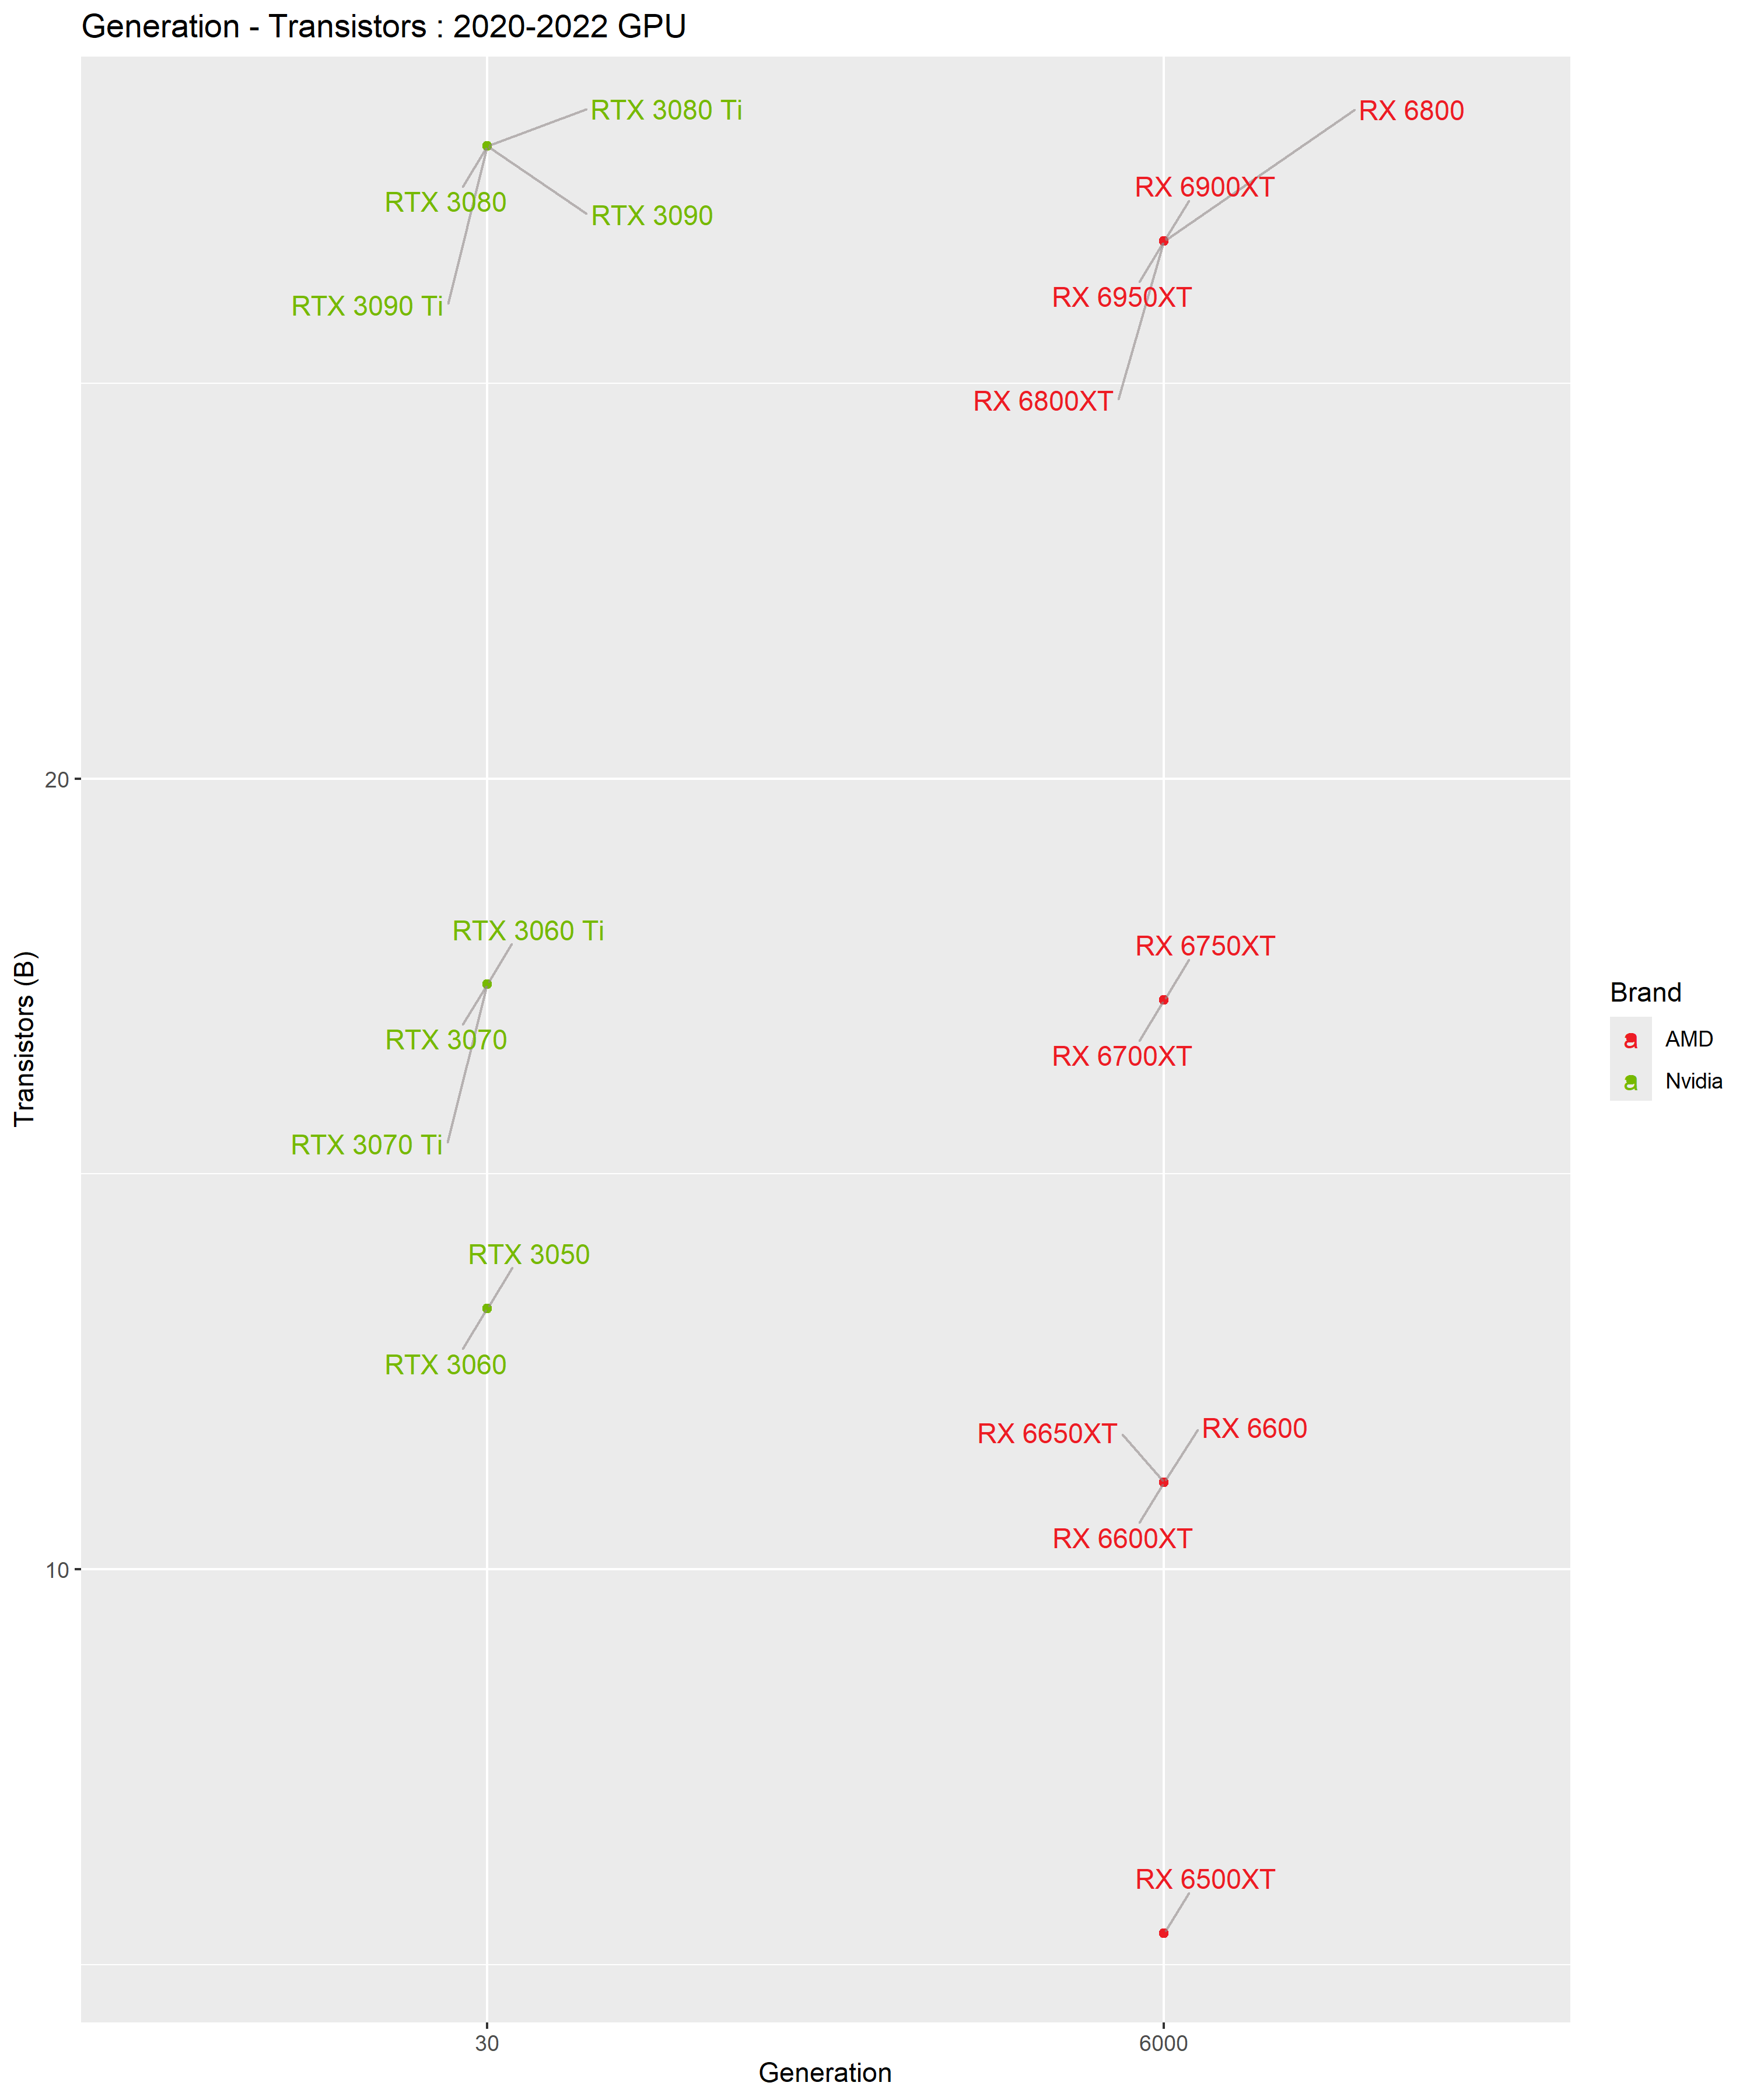 Generation - Transistors : 2020-2022 GPU
RTX 3080 Ti
RX 6800
RX 6900XT
RTX 3080
RTX 3090
RX 6950XT
RTX 3090 Ti
RX 6800XT
20
RTX 3060 Ti
RX 6750XT
RTX 3070
RX 6700XT
RTX 3070 Ti
Transistors (B)
Brand
a AMD
a Nvidia
RTX 3050
RTX 3060
RX 6650XT
RX 6600
RX 6600XT
10
RX 6500XT
30
6000
Generation